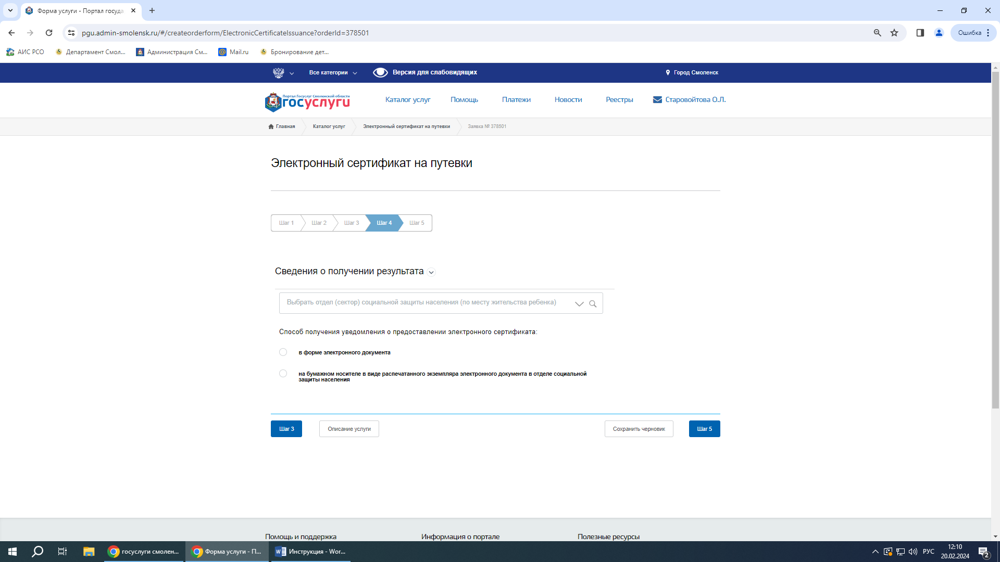 Форма услуги - Портал госуда
pgu.admin-smolensk.ru/#/createorderform/ElectronicCertificateIssuance?orderId=378501
Ошибка
АИС РСО
Департамент Смол...
Администрация См...
Mail.ru
Бронирование дет...
Все категории
Версия для слабовидящих
Город Смоленск
Портал Госуслуг Смоленской области
госуслуги
Каталог услуг
Помощь
Платежи
Новости
Реестры
Старовойтова О.Л.
Главная
Каталог услуг
Электронный сертификат на путевки
Заявка № 378501
Электронный сертификат на путевки
Шаг 1
Шаг 2
Шаг 3
Шаг 4
Шаг 5
Сведения о получении результата
Выбрать отдел (сектор) социальной защиты населения (по месту жительства ребенка)
Способ получения уведомления о предоставлении электронного сертификата:
в форме электронного документа
на бумажном носителе в виде распечатанного экземпляра электронного документа в отделе социальной
защиты населения
Шаг 3
Описание услуги
Сохранить черновик
Шаг 5
Помощь и поддержка
Информация о портале
Полезные ресурсы
госуслуги смолен...
Форма услуги - П...
Инструкция - Wor...
РУС
12:10
20.02.2024
2